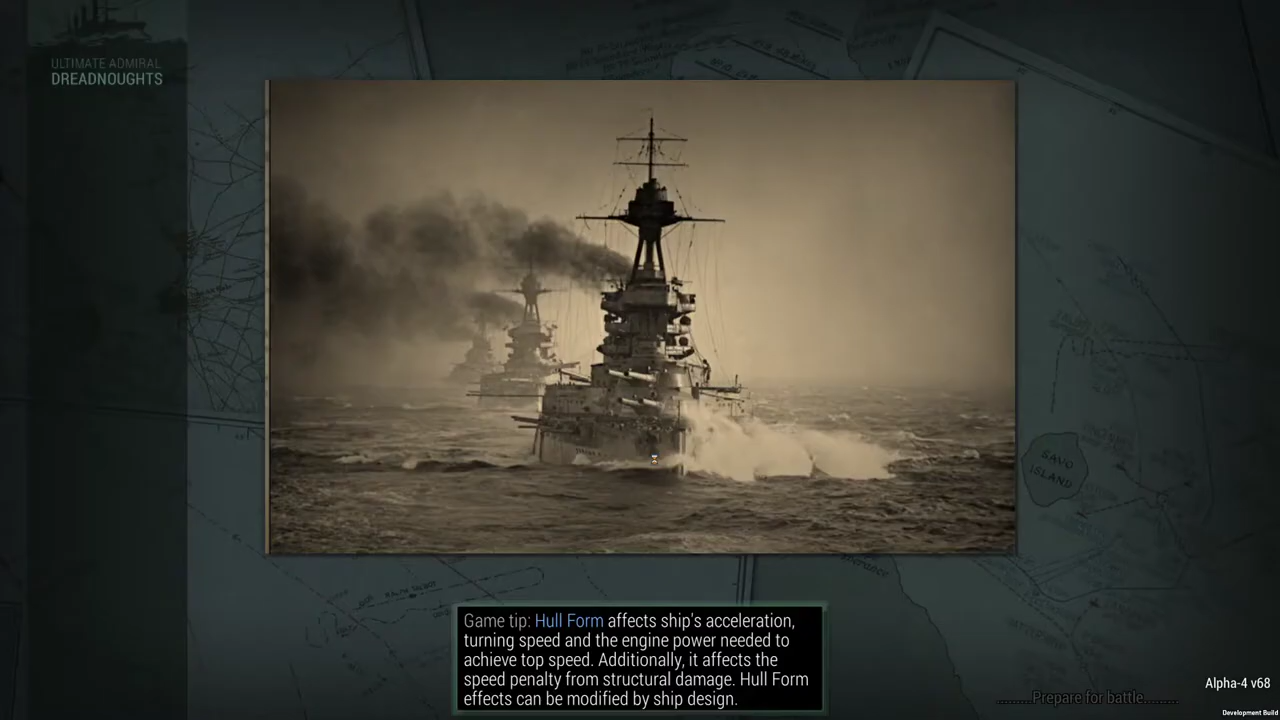 ULTIMATE ADMIRAL
DREADNOUGHTS
SAVO
ISLAND
Game tip: Hull Form affects ship's acceleration,
turning speed and the engine power needed to
achieve top speed. Additionally, it affects the
speed penalty from structural damage. Hull Form
effects can be modified by ship design.
Alpha-4 v68
.........Prepare for battle.........
Development Build